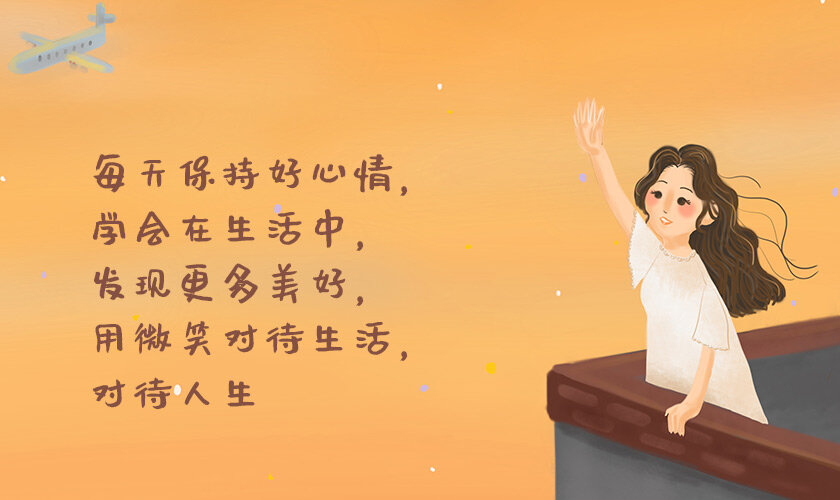 每天保持好心情，
学会在生活中，
发现更多美好，
用微笑对待生活，
对待人生